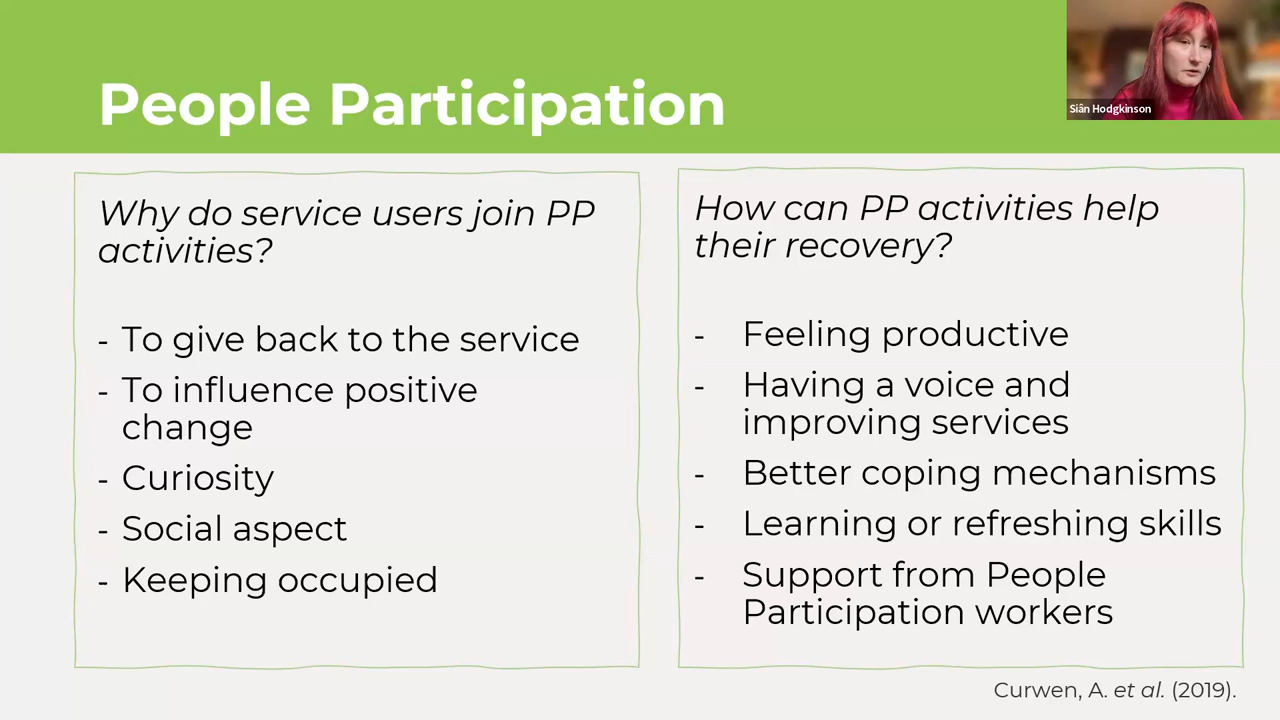 People Participation
Siân Hodgkinson
Why do service users join PP
activities?
- To give back to the service
- To influence positive
change
- Curiosity
- Social aspect
- Keeping occupied
How can PP activities help
their recovery?
- Feeling productive
- Having a voice and
improving services
- Better coping mechanisms
- Learning or refreshing skills
- Support from People
Participation workers
Curwen, A. et al. (2019).